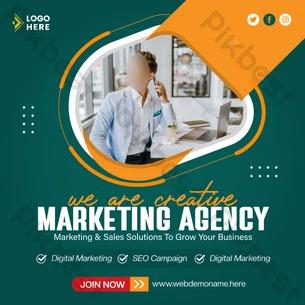 LOGO
HERE
we are creative
MARKETING AGENCY
Marketing & Sales Solutions To Grow Your Business
Digital Marketing
SEO Campaign
Digital Marketing
JOIN NOW
www.webdemoname.here